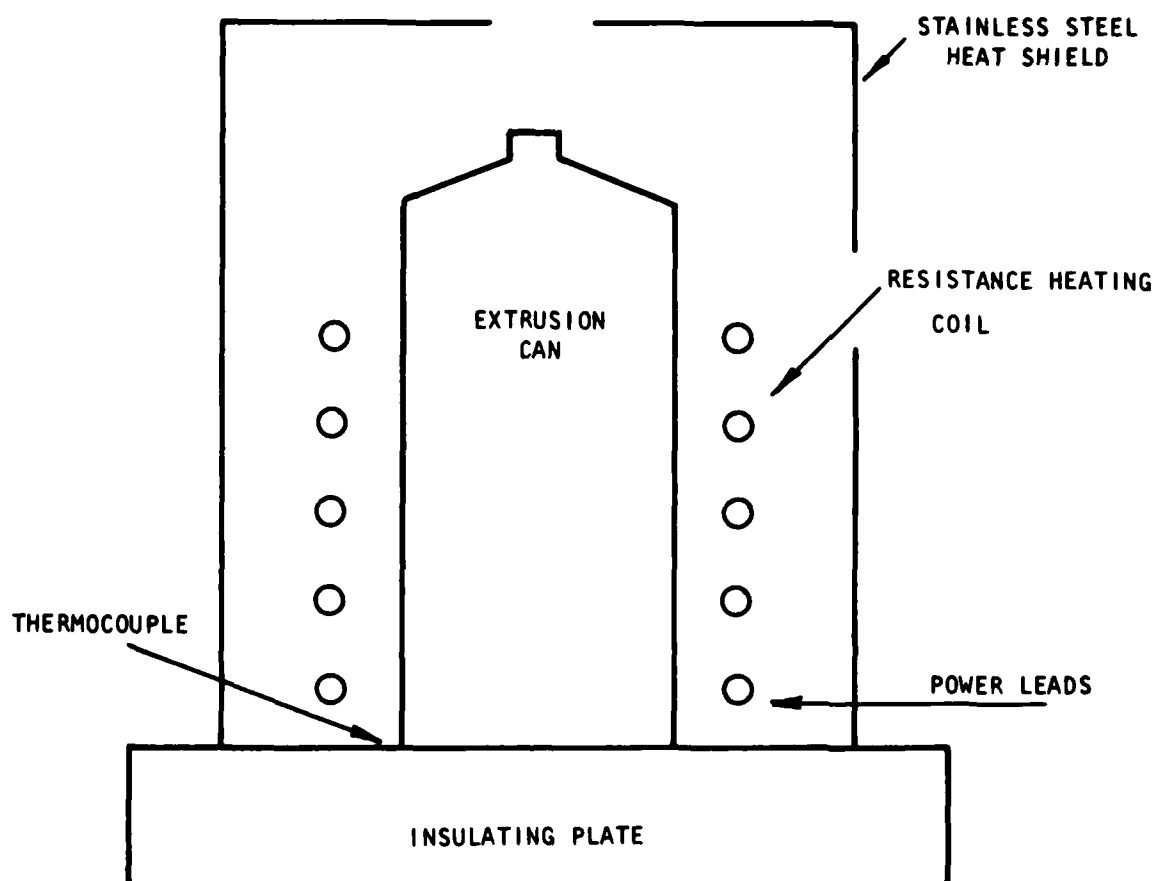 STAINLESS STEEL
HEAT SHIELD
RESISTANCE HEATING
COIL
EXTRUSION
CAN
THERMOCOUPLE
POWER LEADS
INSULATING PLATE